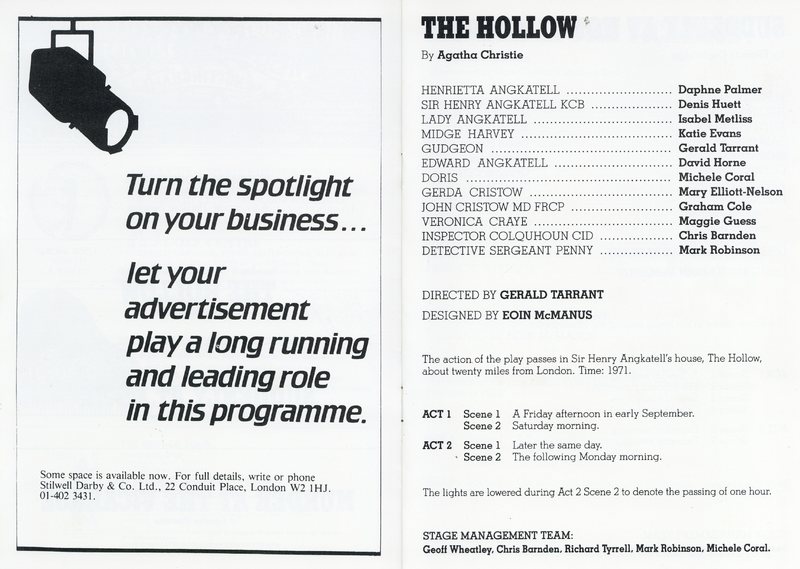 Turn the spotlight
on your business...
let your
advertisement
play a long running
and leading role
in this programme.
Some space is available now. For full details, write or phone
Stilwell Darby & Co. Ltd., 22 Conduit Place, London W2 1HJ.
01-402 3431.
THE HOLLOW
By Agatha Christie
HENRIETTA ANGKATELL ........................ Daphne Palmer
SIR HENRY ANGKATELL KCB .................. Denis Huett
LADY ANGKATELL ............................... Isabel Metliss
MIDGE HARVEY .................................. Katie Evans
GUDGEON ........................................ Gerald Tarrant
EDWARD ANGKATELL ........................... David Horne
DORIS ............................................. Michele Coral
GERDA CRISTOW ................................ Mary Elliott-Nelson
JOHN CRISTOW MD FRCP ....................... Graham Cole
VERONICA CRAYE ............................... Maggie Guess
INSPECTOR COLQUHOUN CID ................. Chris Barnden
DETECTIVE SERGEANT PENNY ................. Mark Robinson
DIRECTED BY GERALD TARRANT
DESIGNED BY EOIN McMANUS
The action of the play passes in Sir Henry Angkatell's house, The Hollow,
about twenty miles from London. Time: 1971.
ACT 1 Scene 1 A Friday afternoon in early September.
Scene 2 Saturday morning.
ACT 2 Scene 1 Later the same day.
Scene 2 The following Monday morning.
The lights are lowered during Act 2 Scene 2 to denote the passing of one hour.
STAGE MANAGEMENT TEAM:
Geoff Wheatley, Chris Barnden, Richard Tyrrell, Mark Robinson, Michele Coral.